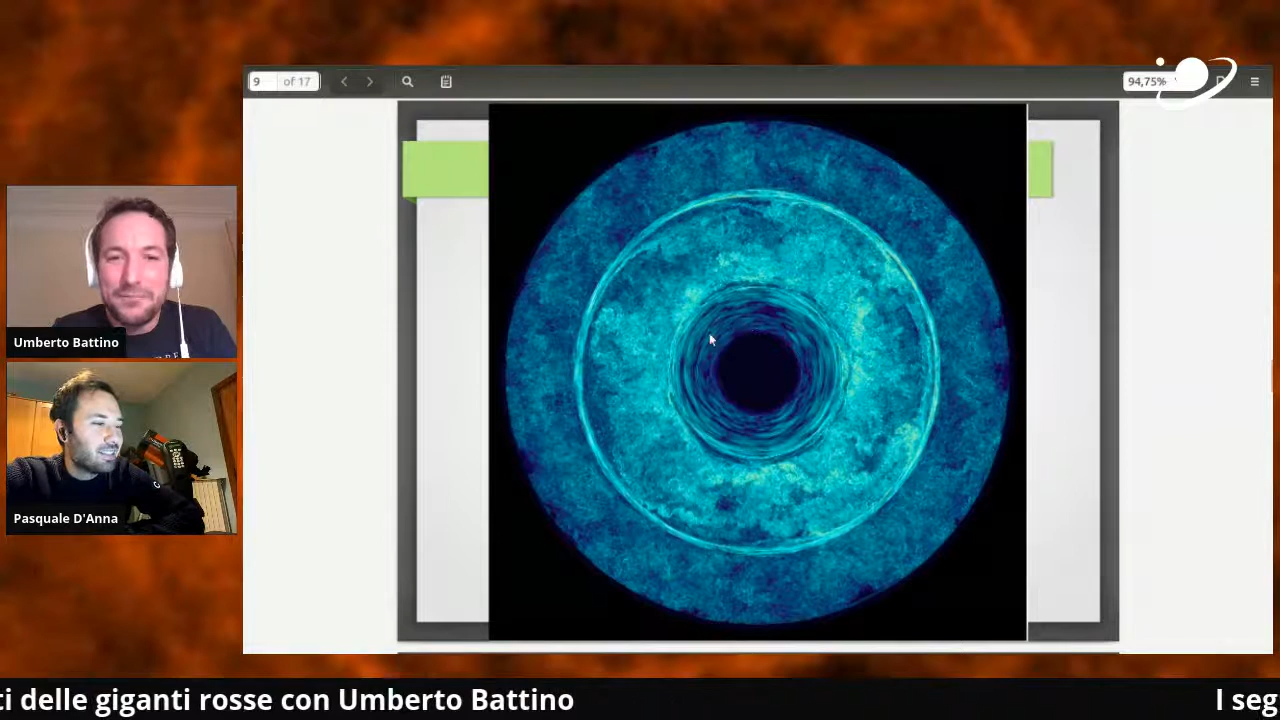 9 of 17
94,75%
Umberto Battino
Pasquale D'Anna
ti delle giganti rosse con Umberto Battino
I seg